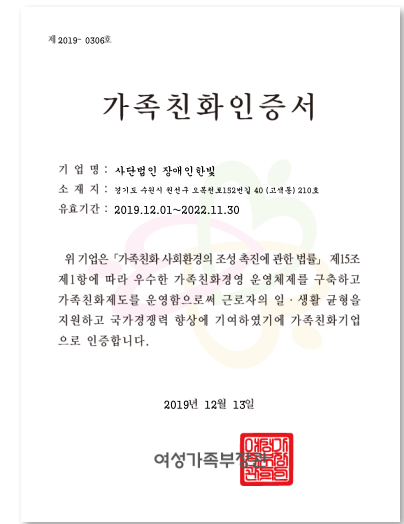 제 2019- 0306호
가족친화인증서
기 업 명 : 사단법인 장애인한빛
소 재 지 : 경기도 수원시 권선구 오목천로152번길 40 (고색동) 210호
유효기간 : 2019.12.01~2022.11.30
위 기업은「가족친화 사회환경의 조성 촉진에 관한 법률」 제15조
제1항에 따라 우수한 가족친화경영 운영체제를 구축하고
가족친화제도를 운영함으로써 근로자의 일 · 생활 균형을
지원하고 국가경쟁력 향상에 기여하였기에 가족친화기업
으로 인증합니다.
2019년 12월 13일
여성가족부장관